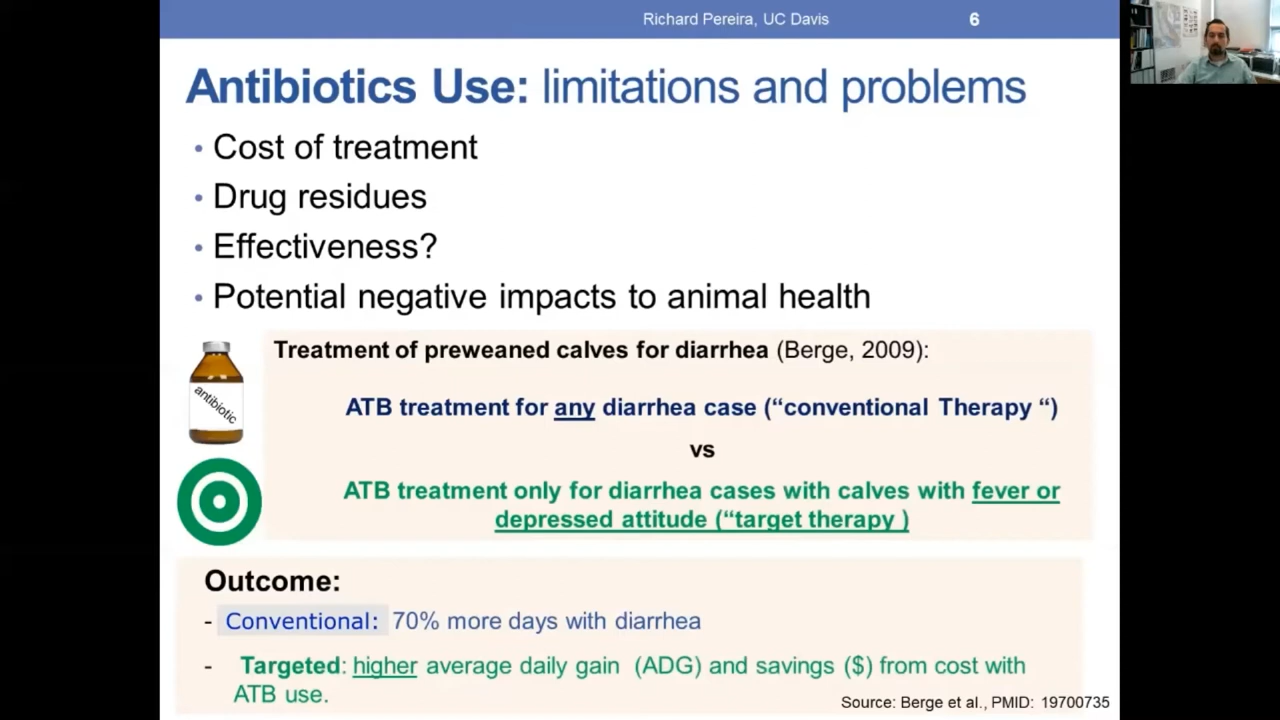 Richard Pereira, UC Davis 6
Antibiotics Use: limitations and problems
• Cost of treatment
• Drug residues
• Effectiveness?
• Potential negative impacts to animal health
antibiotic
Treatment of preweaned calves for diarrhea (Berge, 2009):
ATB treatment for any diarrhea case (“conventional Therapy “)
vs
ATB treatment only for diarrhea cases with calves with fever or
depressed attitude (“target therapy )
Outcome:
- Conventional: 70% more days with diarrhea
- Targeted: higher average daily gain (ADG) and savings ($) from cost with
ATB use.
Source: Berge et al., PMID: 19700735